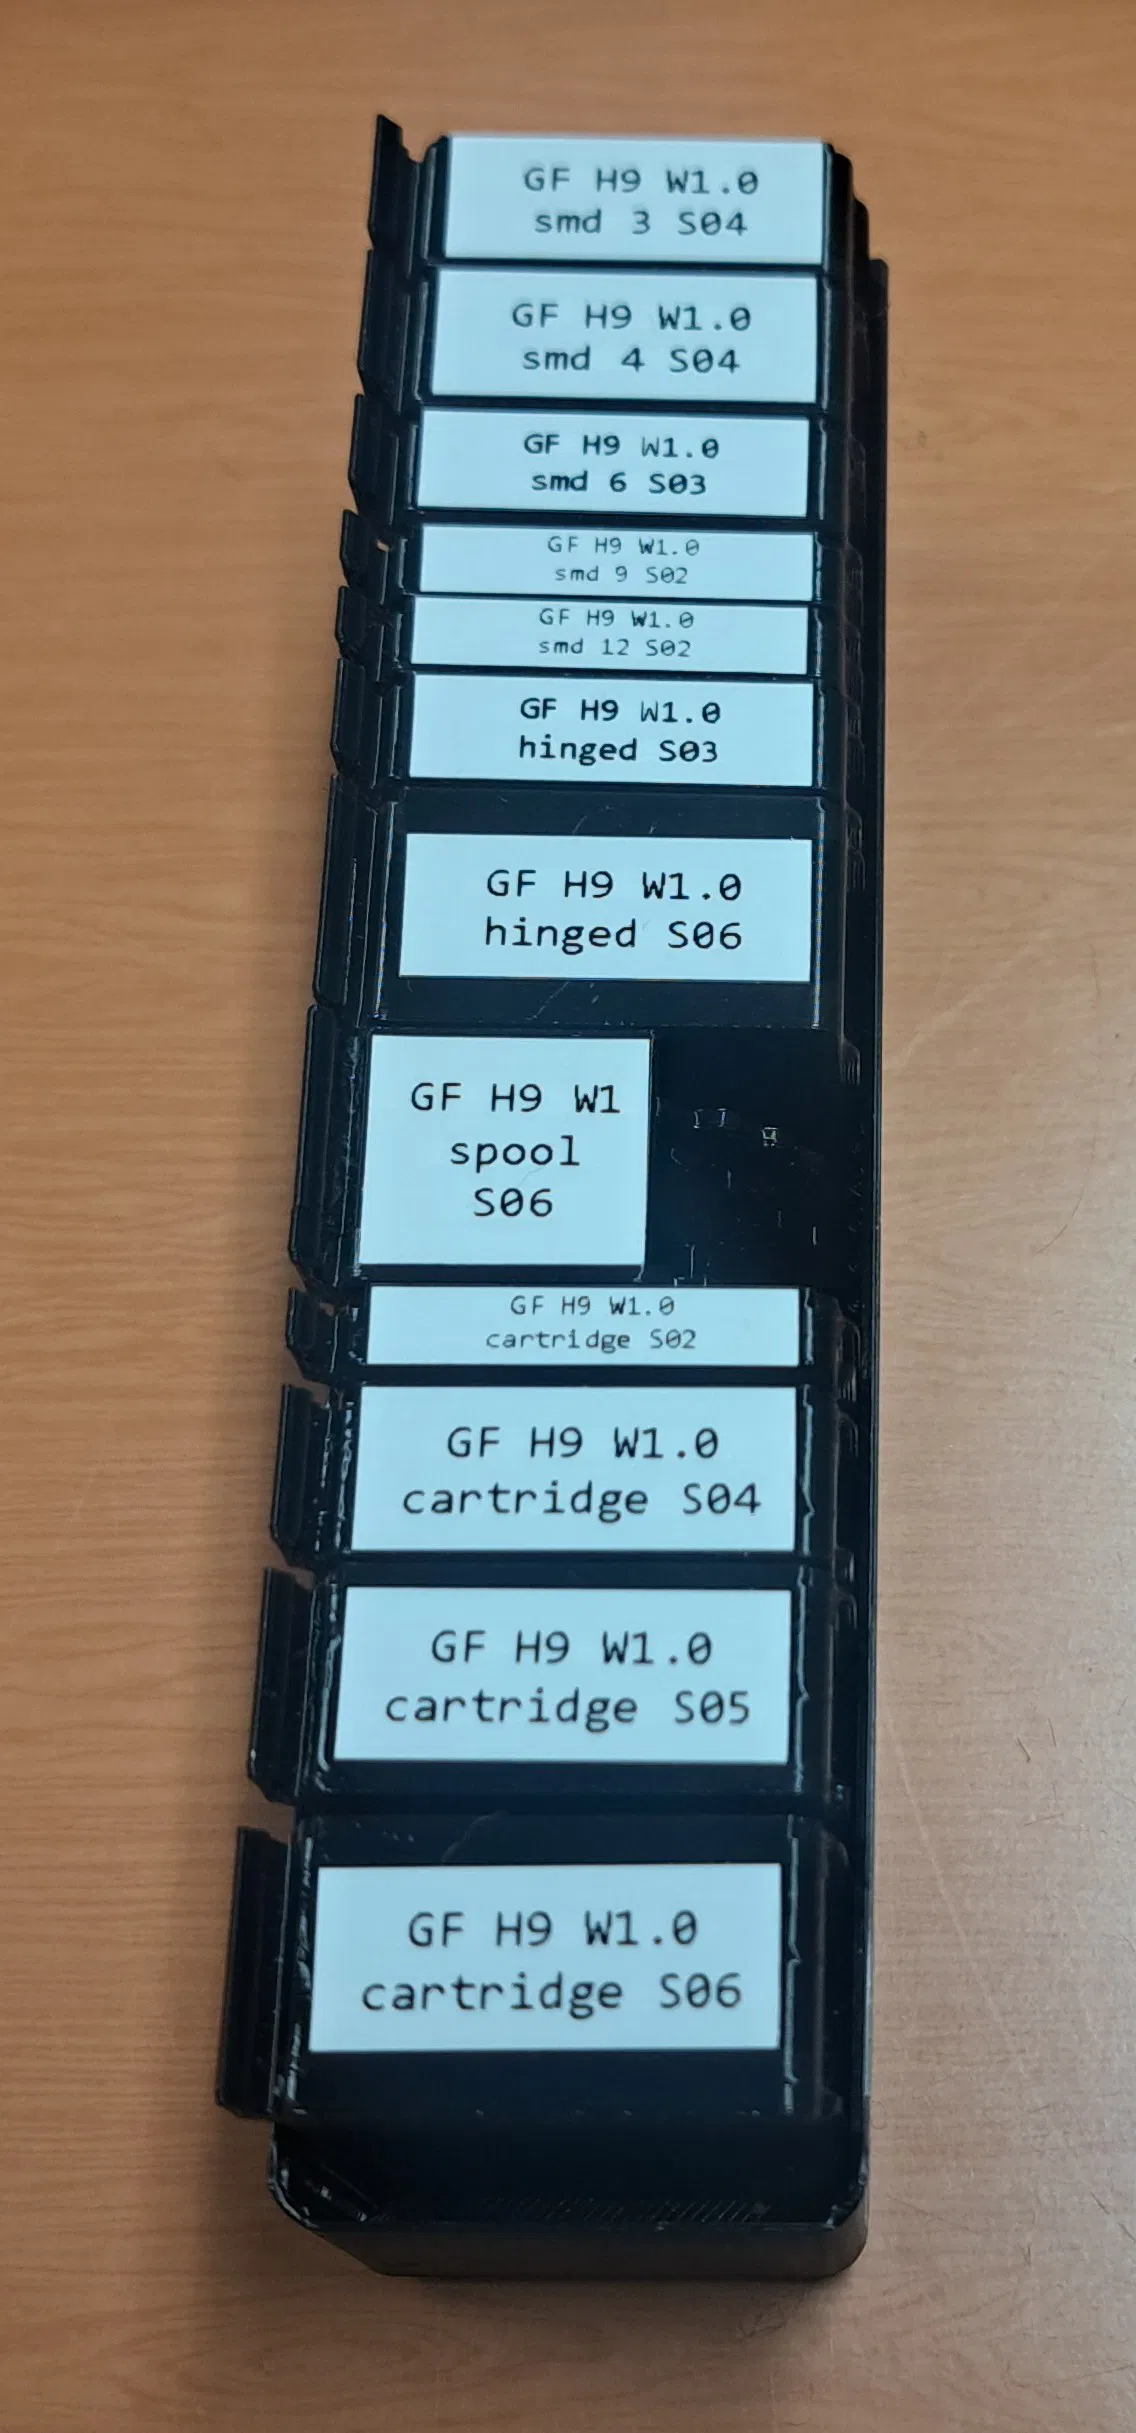 GF H9 W1.0
smd 3 S04
GF H9 W1.0
smd 4 S04
GF H9 W1.0
smd 6 S03
GF H9 W1.0
smd 9 S02
GF H9 W1.0
smd 12 S02
GF H9 W1.0
hinged S03
GF H9 W1.0
hinged S06
GF H9 W1
spool
S06
GF H9 W1.0
cartridge S02
GF H9 W1.0
cartridge S04
GF H9 W1.0
cartridge S05
GF H9 W1.0
cartridge S06